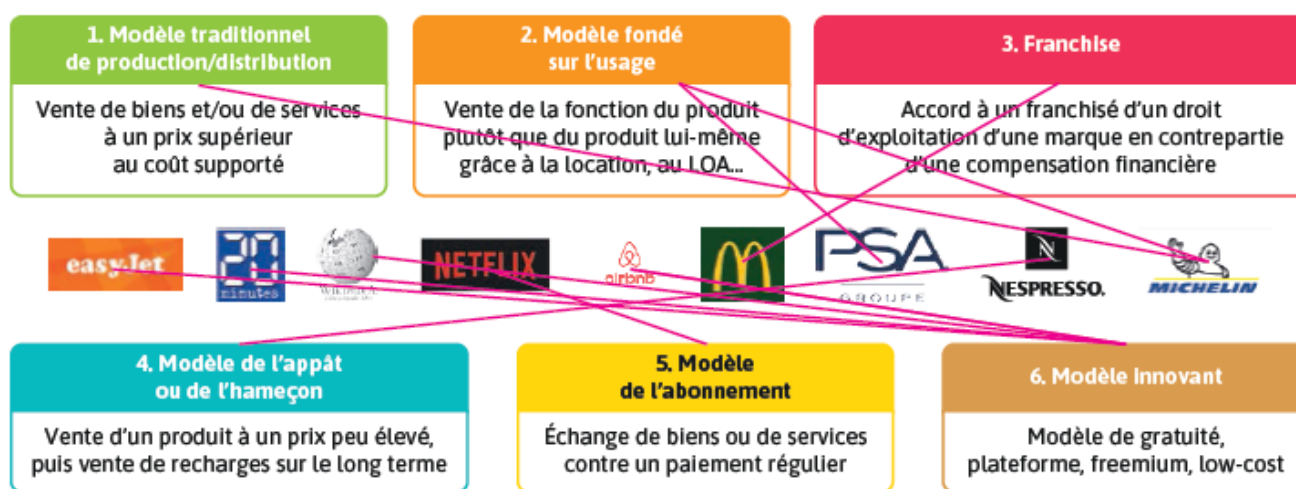 1. Modèle traditionnel
de production/distribution
Vente de biens et/ou de services
à un prix supérieur
au coût supporté
2. Modèle fondé
sur l'usage
Vente de la fonction du produit
plutôt que du produit lui-même
grâce à la location, au LOA...
3. Franchise
Accord à un franchisé d'un droit
d'exploitation d'une marque en contrepartie
d'une compensation financière
easyJet
20
minutes
WIKIPEDIA
NETFLIX
airbnb
PSA
GROUPE
N
NESPRESSO.
MICHELIN
4. Modèle de l'appât
ou de l'hameçon
Vente d'un produit à un prix peu élevé,
puis vente de recharges sur le long terme
5. Modèle
de l'abonnement
Échange de biens ou de services
contre un paiement régulier
6. Modèle innovant
Modèle de gratuité,
plateforme, freemium, low-cost